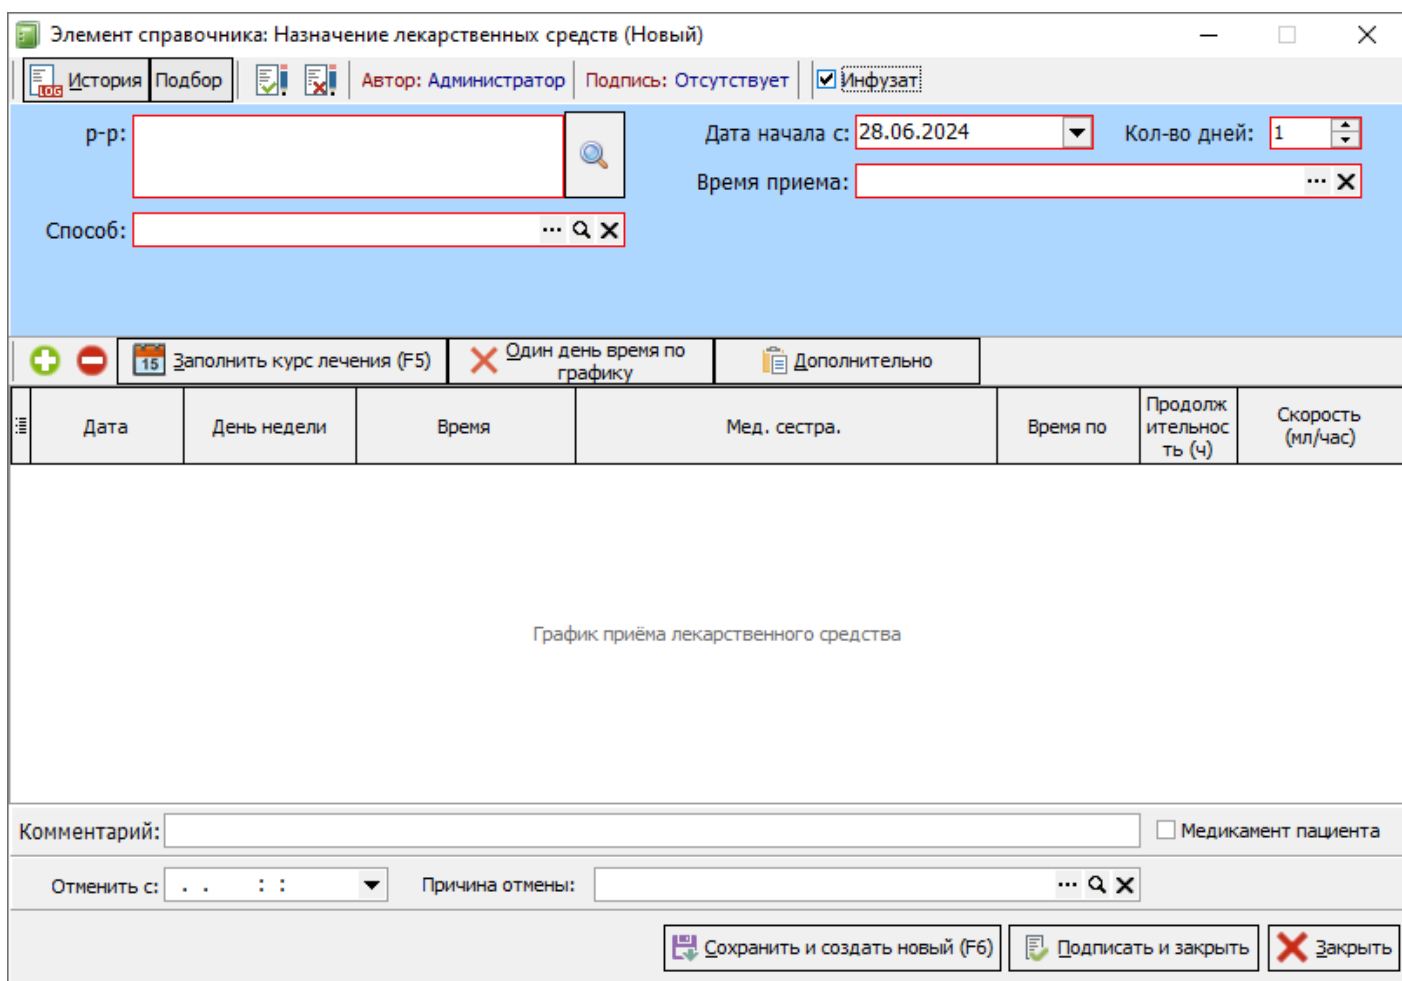 Элемент справочника: Назначение лекарственных средств (Новый)
LOG История Подбор Автор: Администратор Подпись: Отсутствует Инфузат
р-р: Дата начала с: 28.06.2024 Кол-во дней: 1
Время приема:
Способ:
15 Заполнить курс лечения (F5) Один день время по графику Дополнительно
Дата День недели Время Мед. сестра. Время по Продолжительность (ч) Скорость (мл/час)
График приёма лекарственного средства
Комментарий: Медикамент пациента
Отменить с: . . : : Причина отмены:
Сохранить и создать новый (F6) Подписать и закрыть Закрыть